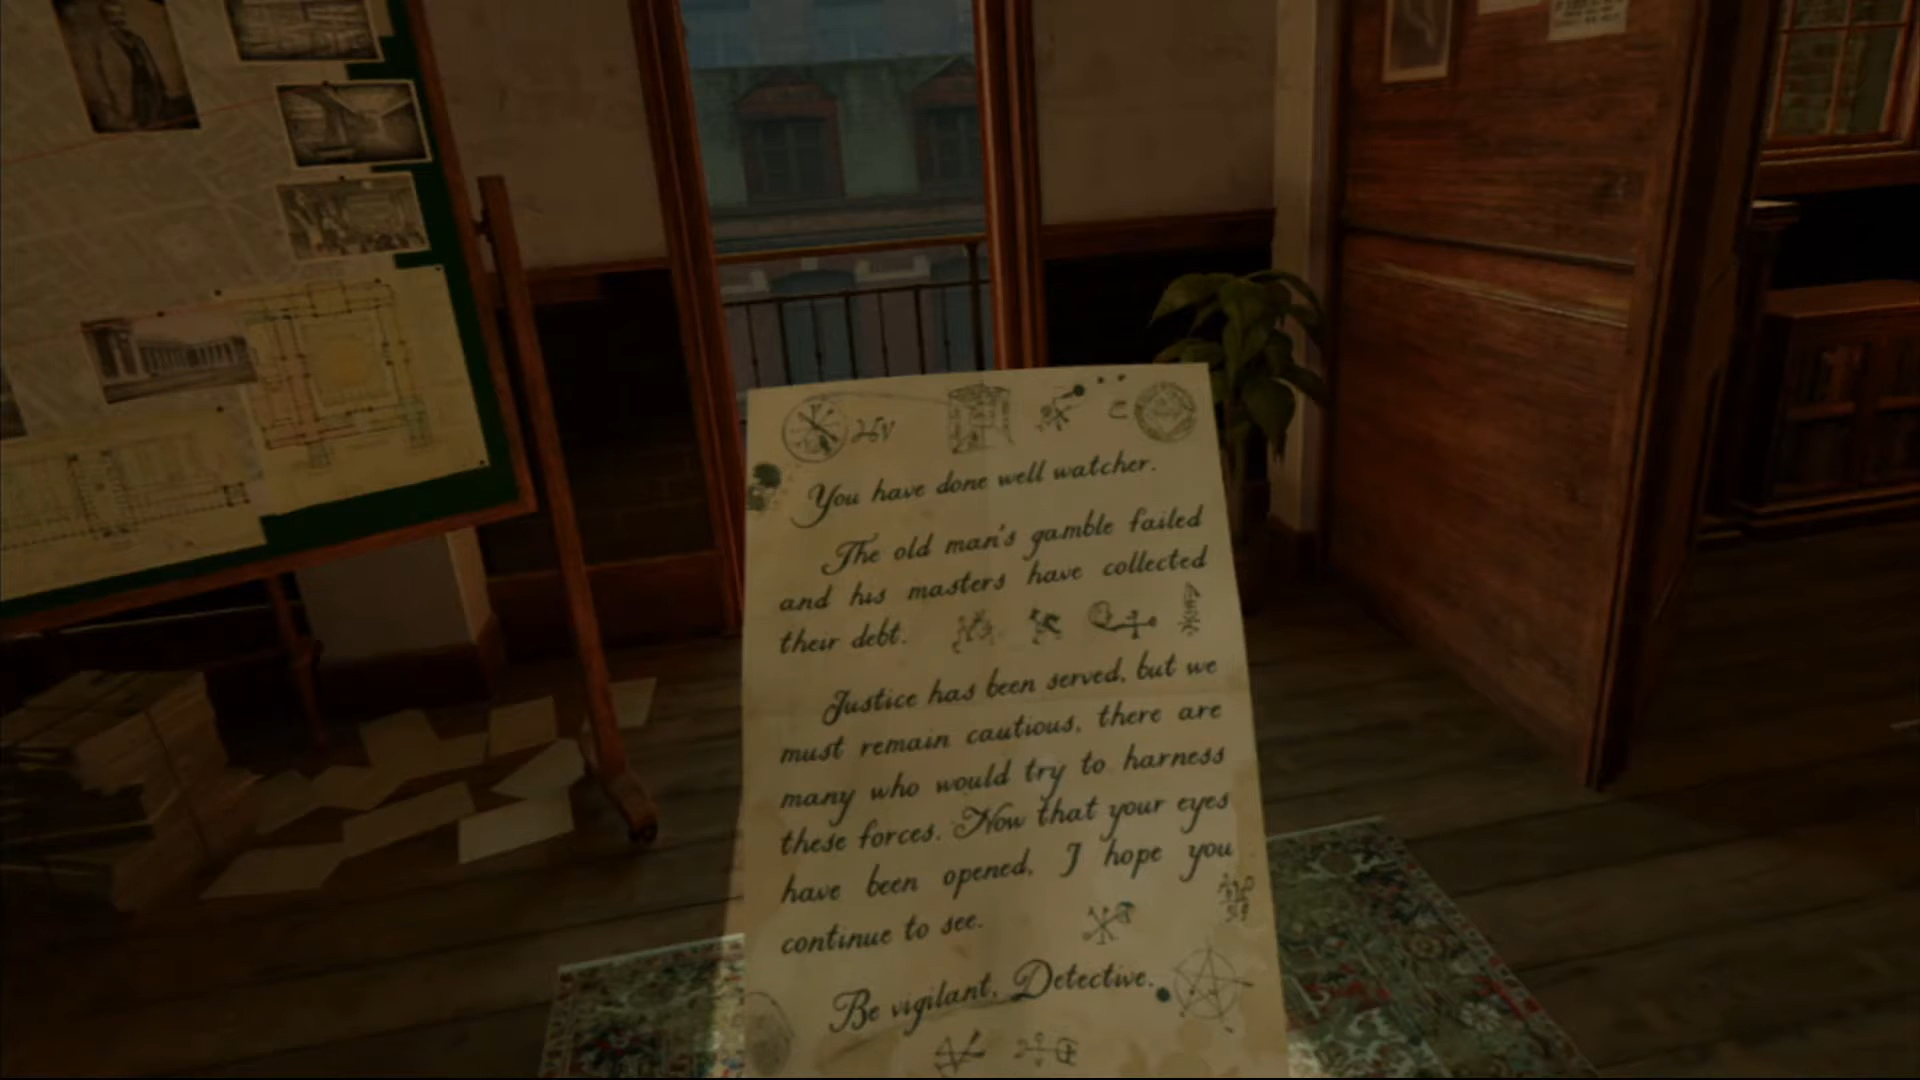 You have done well watcher.
The old man's gamble failed
and his masters have collected
their debt.
Justice has been served, but we
must remain cautious, there are
many who would try to harness
these forces. Now that your eyes
have been opened, I hope you
continue to see.
Be vigilant, Detective.